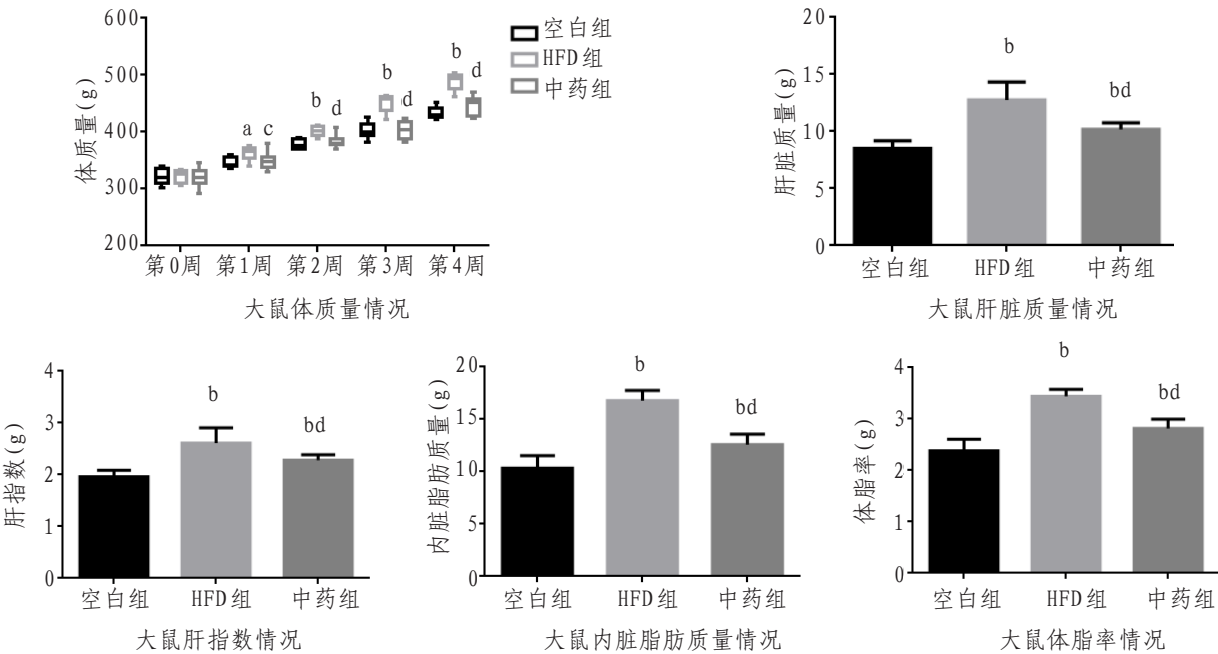 体质量(g)
600
500
400
300
200
空白组
HFD组
中药组
a c
b d
b d
b d
第0周 第1周 第2周 第3周 第4周
大鼠体质量情况
肝脏质量(g)
20
15
10
5
0
b
bd
空白组 HFD组 中药组
大鼠肝脏质量情况
肝指数(g)
4
3
2
1
0
b
bd
空白组 HFD组 中药组
大鼠肝指数情况
内脏脂肪质量(g)
20
15
10
5
0
b
bd
空白组 HFD组 中药组
大鼠内脏脂肪质量情况
体脂率(g)
4
3
2
1
0
b
bd
空白组 HFD组 中药组
大鼠体脂率情况